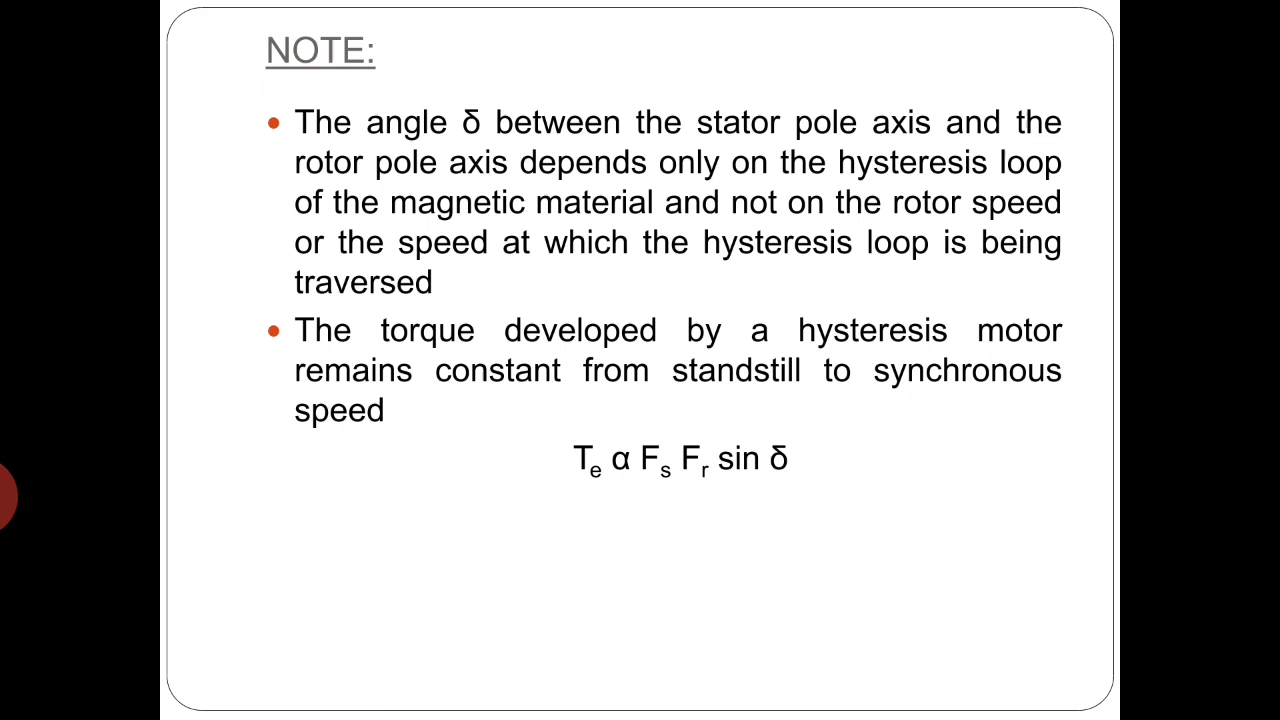 NOTE:
The angle δ between the stator pole axis and the
rotor pole axis depends only on the hysteresis loop
of the magnetic material and not on the rotor speed
or the speed at which the hysteresis loop is being
traversed
The torque developed by a hysteresis motor
remains constant from standstill to synchronous
speed
Te α Fs Fr sin δ